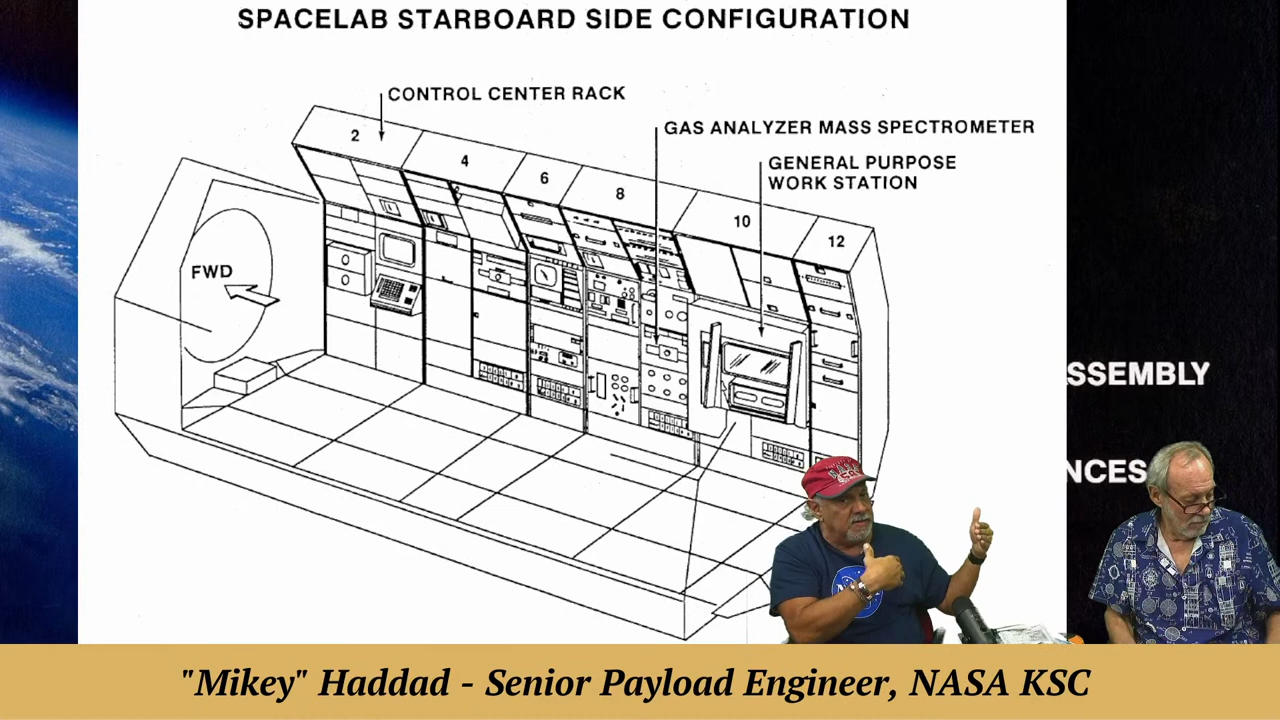 SPACELAB STARBOARD SIDE CONFIGURATION
CONTROL CENTER RACK
GAS ANALYZER MASS SPECTROMETER
GENERAL PURPOSE
WORK STATION
2
4
6
8
10
12
FWD
SSEMBLY
NCES
"Mikey" Haddad - Senior Payload Engineer, NASA KSC